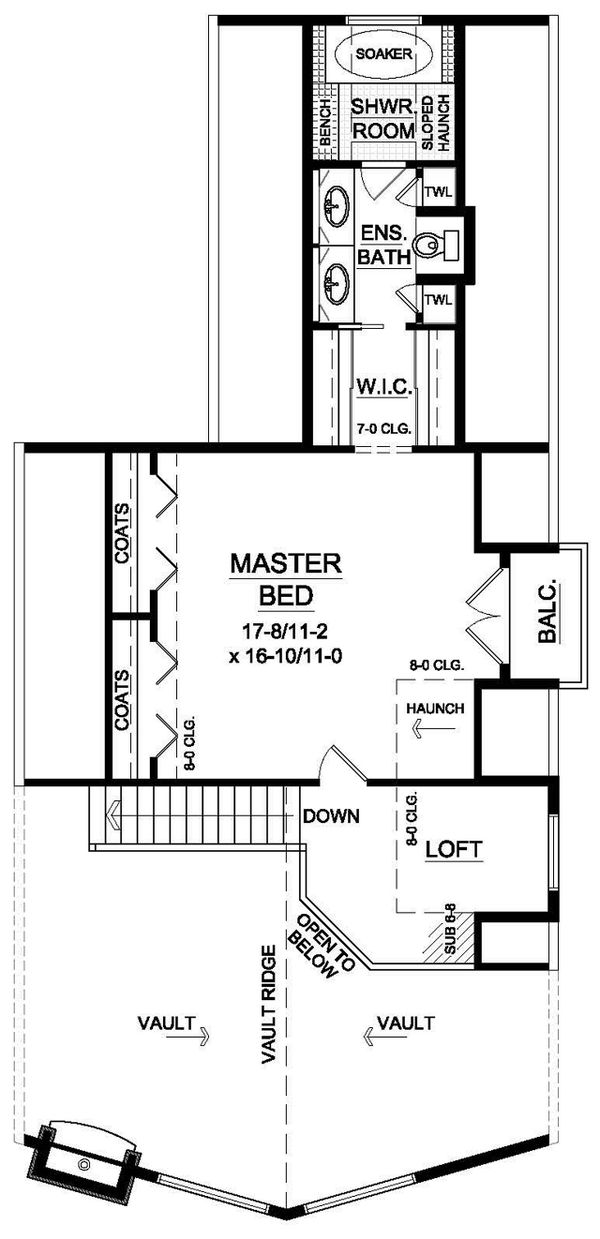 SOAKER
BENCH
SHWR.
ROOM
SLOPED
HAUNCH
TWL
ENS.
BATH
TWL
W.I.C.
7-0 CLG.
COATS
MASTER
BED
17-8/11-2
x 16-10/11-0
BALC.
8-0 CLG.
COATS
8-0 CLG.
HAUNCH
DOWN
8-0 CLG.
LOFT
SUB 6-8
OPEN TO
BELOW
VAULT RIDGE
VAULT
VAULT